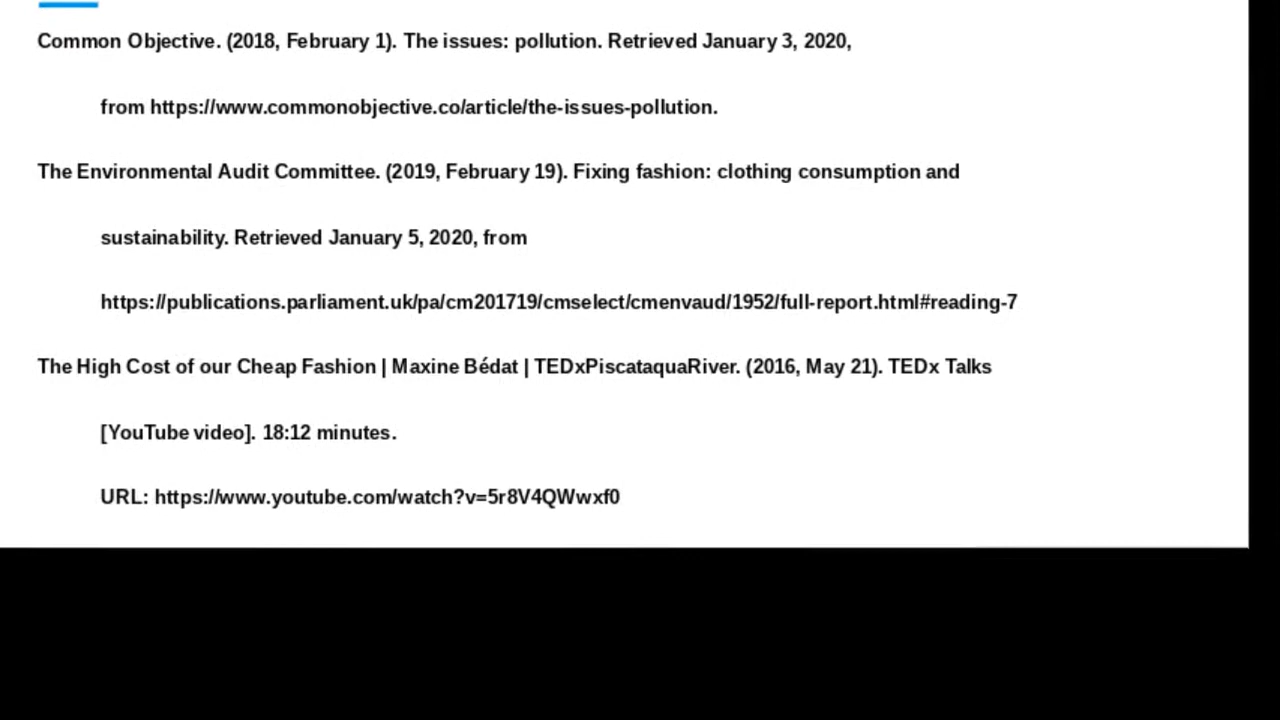 Common Objective. (2018, February 1). The issues: pollution. Retrieved January 3, 2020,
from https://www.commonobjective.co/article/the-issues-pollution.
The Environmental Audit Committee. (2019, February 19). Fixing fashion: clothing consumption and
sustainability. Retrieved January 5, 2020, from
https://publications.parliament.uk/pa/cm201719/cmselect/cmenvaud/1952/full-report.html#reading-7
The High Cost of our Cheap Fashion | Maxine Bédat | TEDxPiscataquaRiver. (2016, May 21). TEDx Talks
[YouTube video]. 18:12 minutes.
URL: https://www.youtube.com/watch?v=5r8V4QWwxf0